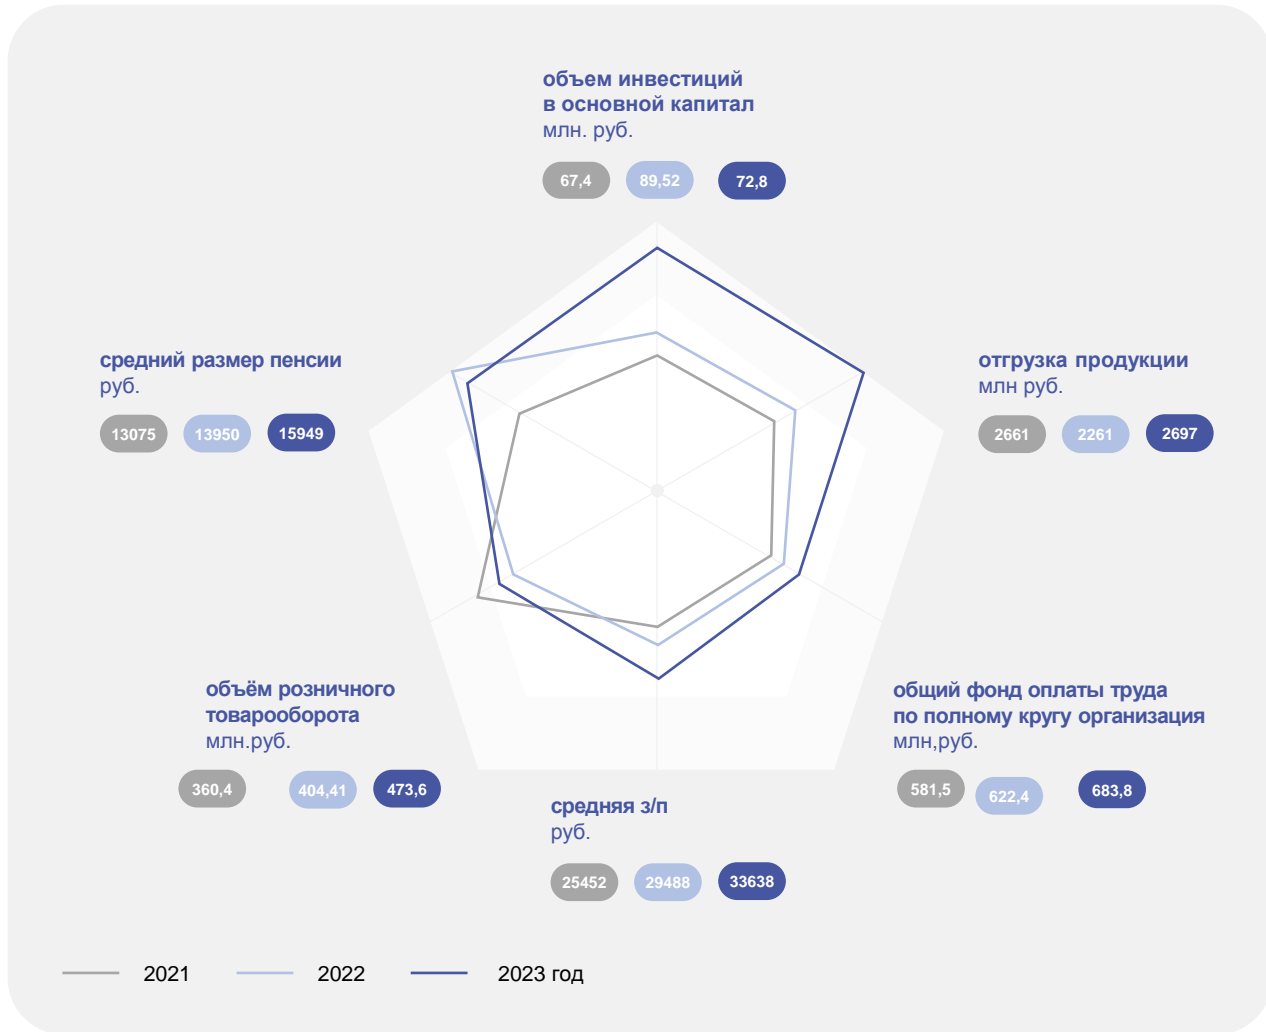 объем инвестиций
в основной капитал
млн. руб.
67,4 89,52 72,8
средний размер пенсии
руб.
13075 13950 15949
отгрузка продукции
млн руб.
2661 2261 2697
объём розничного
товарооборота
млн.руб.
360,4 404,41 473,6
общий фонд оплаты труда
по полному кругу организация
млн,руб.
581,5 622,4 683,8
средняя з/п
руб.
25452 29488 33638
2021 2022 2023 год